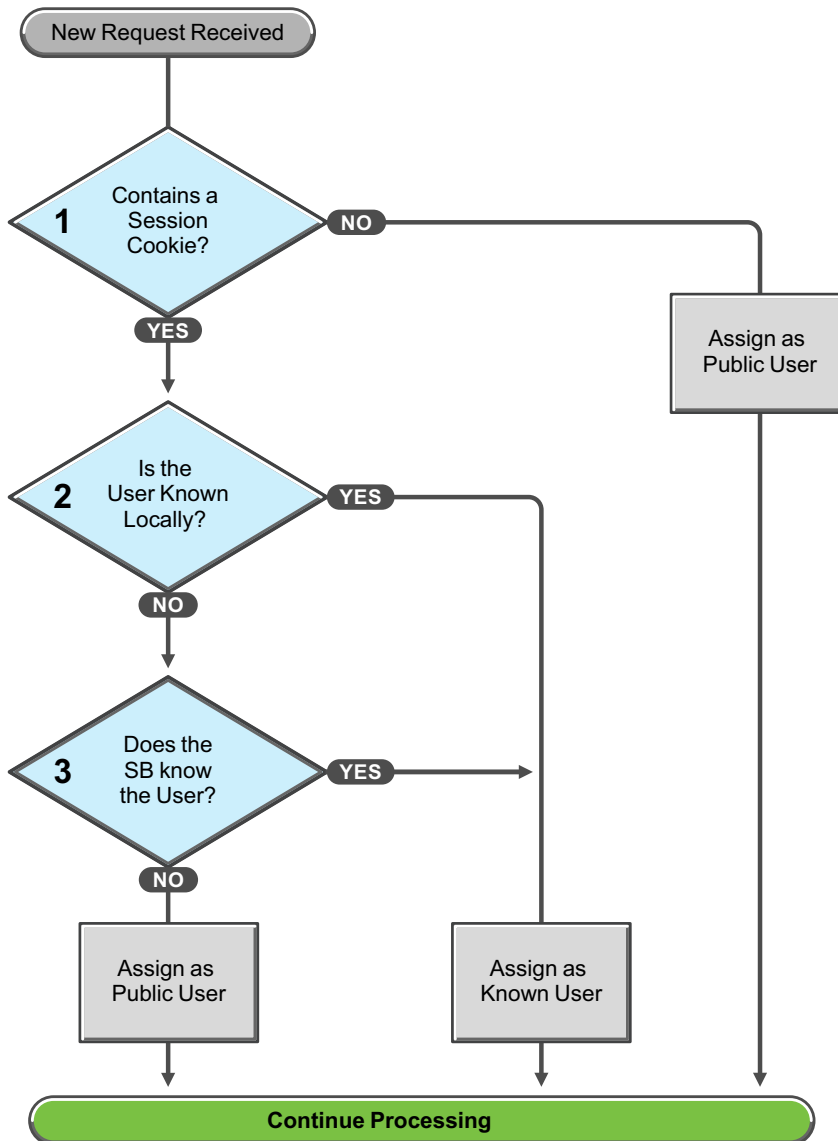 New Request Received
1
Contains a
Session
Cookie?
NO
YES
Assign as
Public User
2
Is the
User Known
Locally?
YES
NO
3
Does the
SB know
the User?
YES
NO
Assign as
Public User
Assign as
Known User
Continue Processing